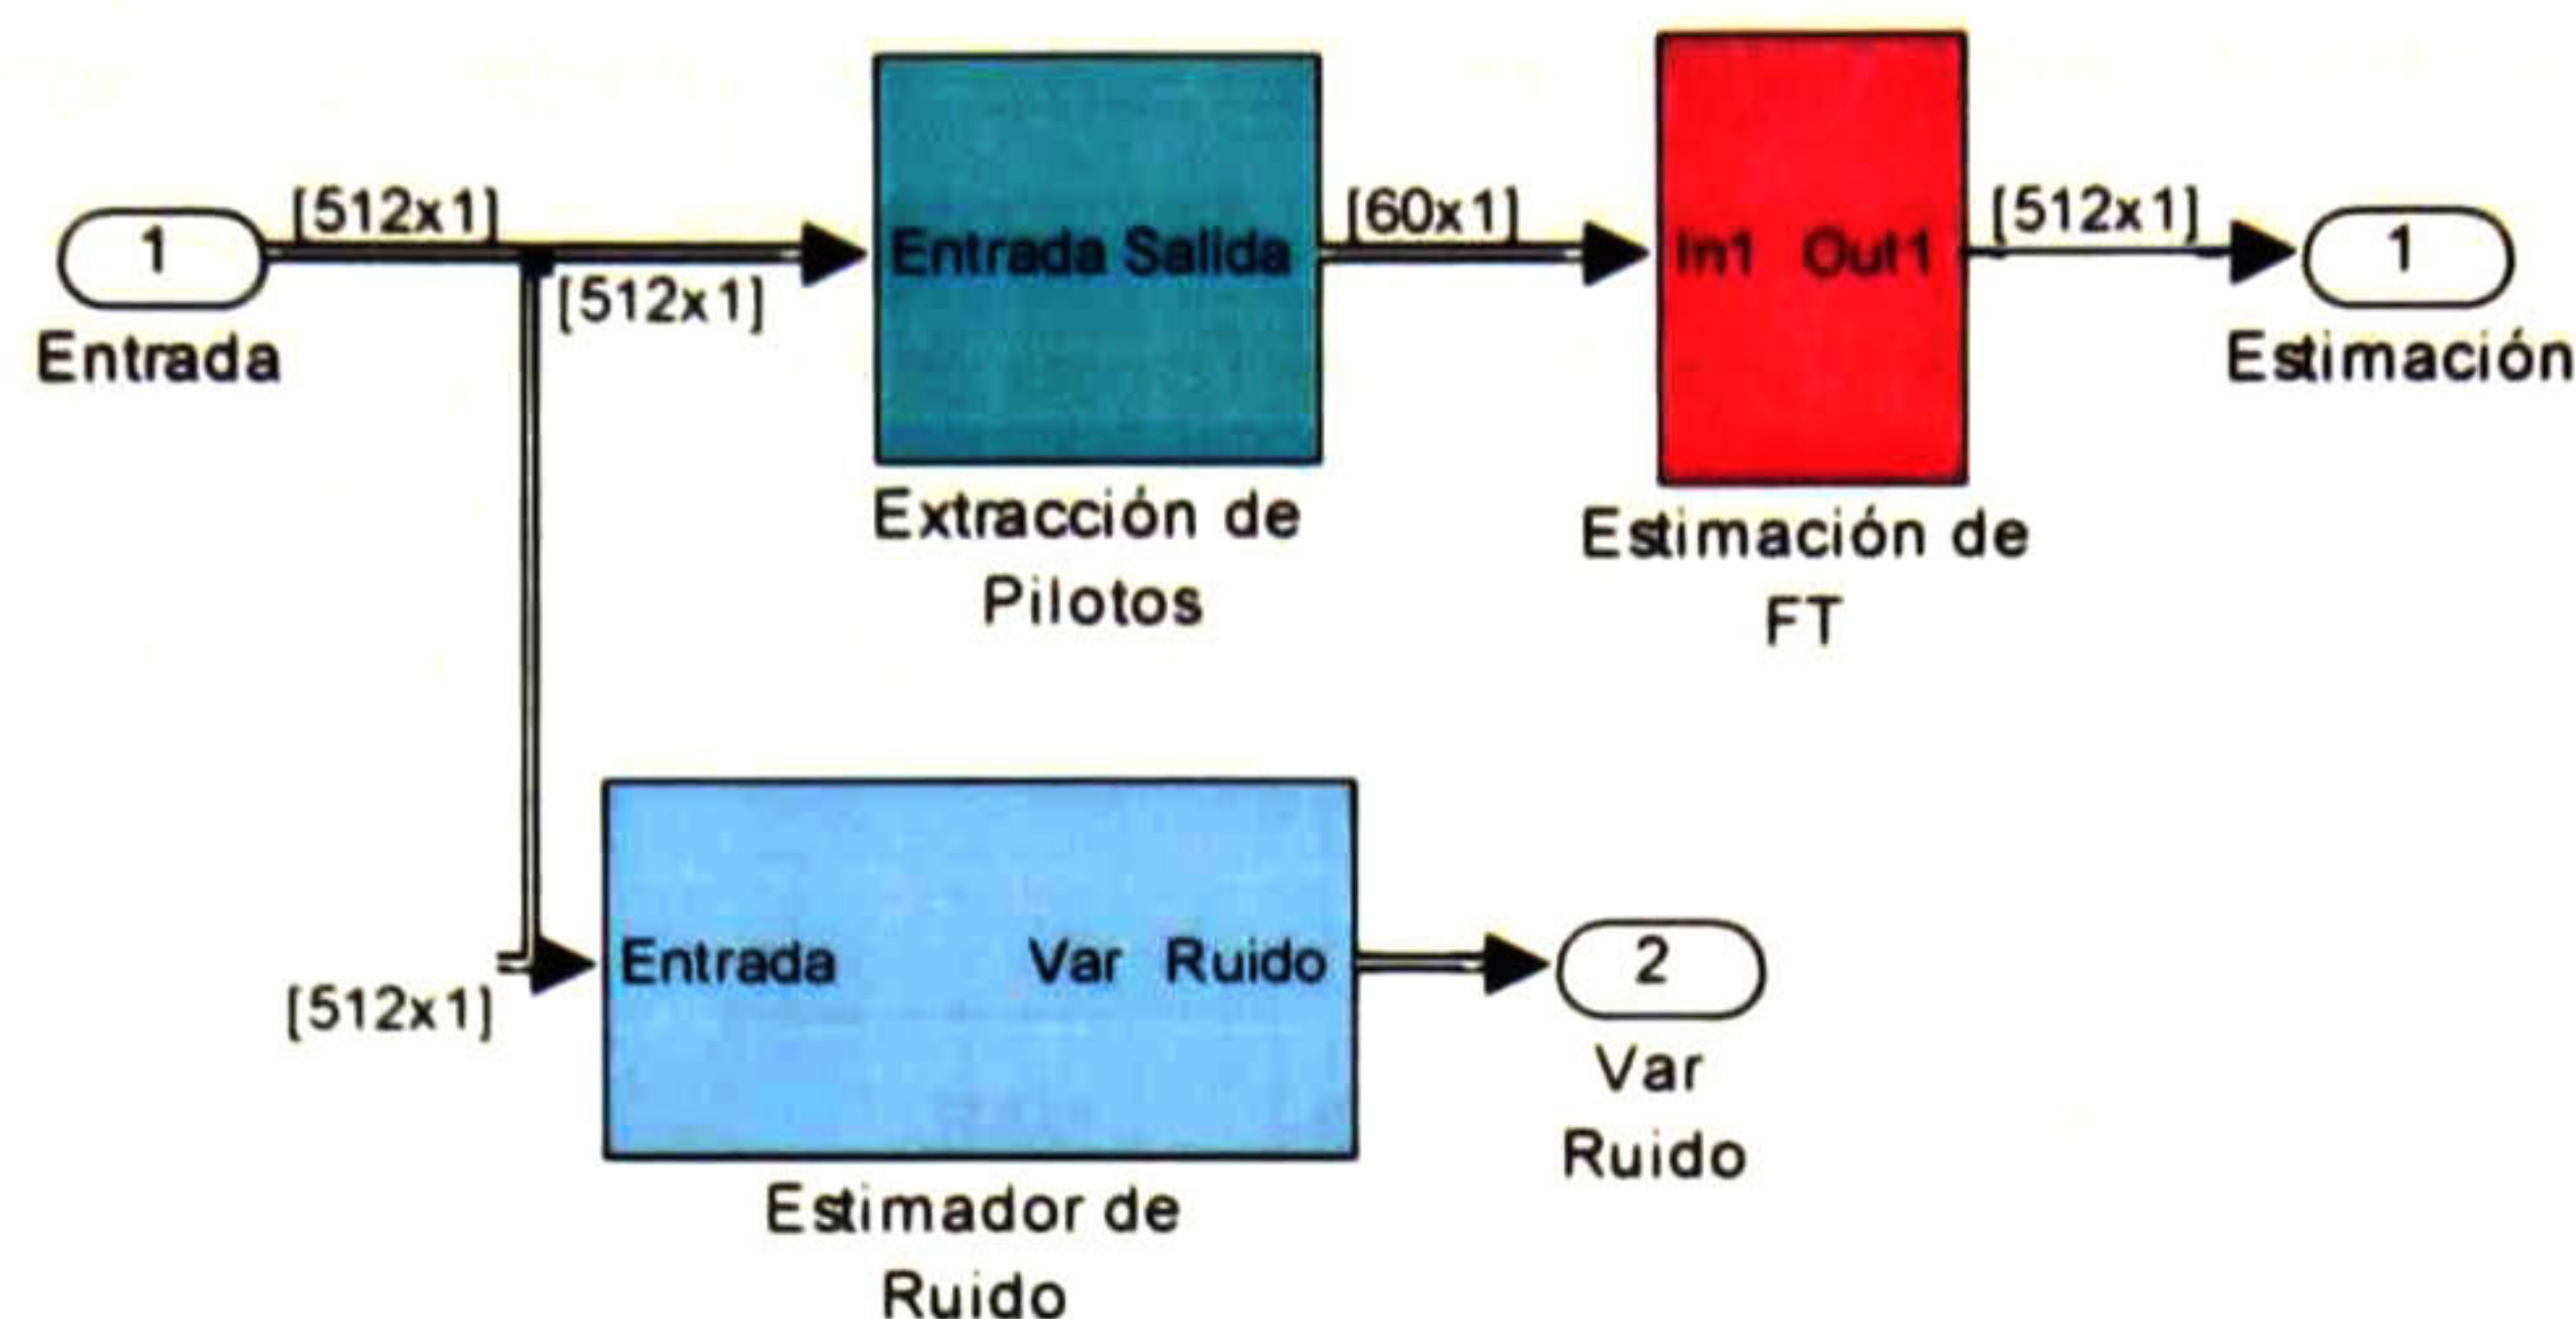 [512x1]
1
Entrada
[512x1]
Entrada Salida
Extracción de
Pilotos
[60x1]
In1 Out1
Estimación de
FT
[512x1]
1
Estimación
[512x1]
Entrada Var Ruido
Estimador de
Ruido
2
Var
Ruido